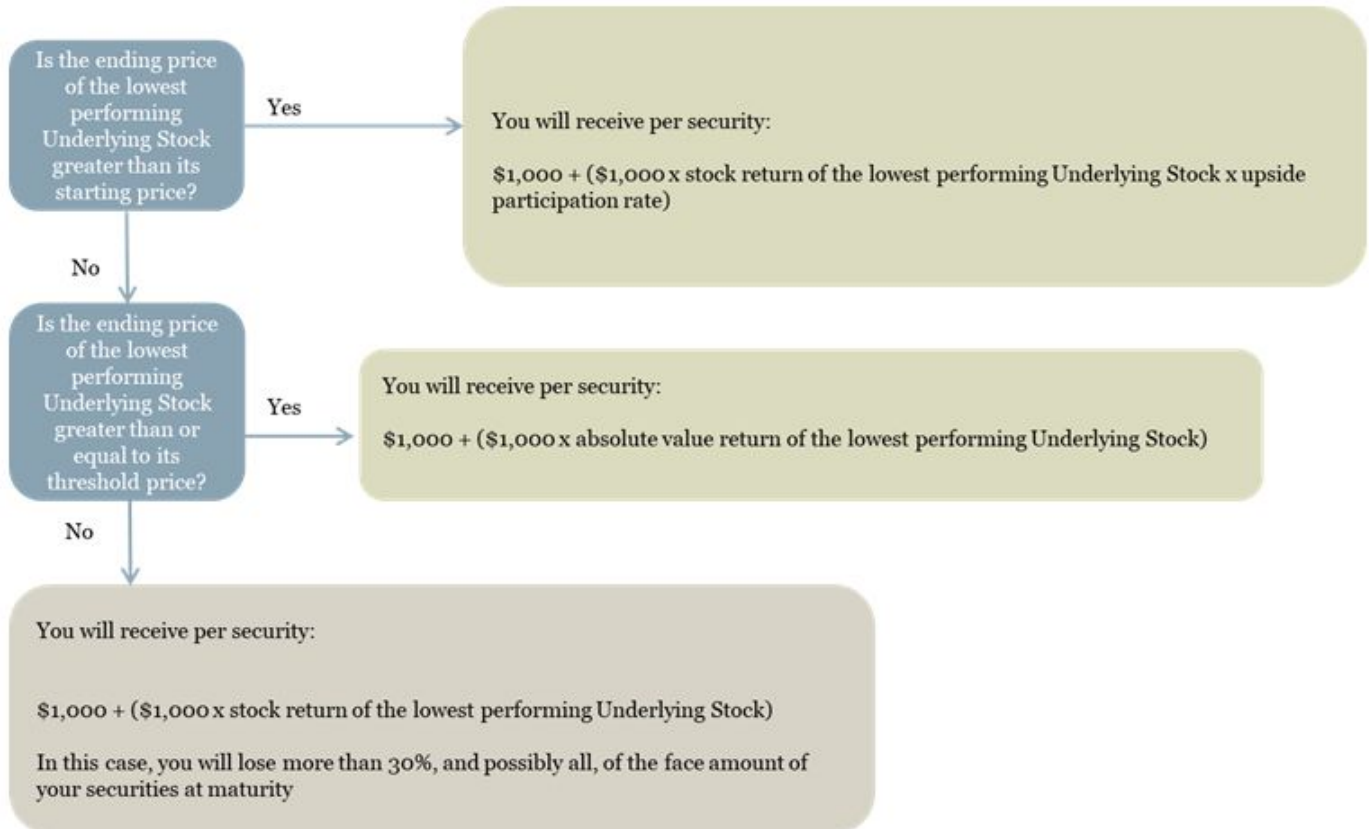 Is the ending price
of the lowest
performing
Underlying Stock
greater than its
starting price?
Yes
You will receive per security:
$1,000 + ($1,000 x stock return of the lowest performing Underlying Stock x upside
participation rate)
No
Is the ending price
of the lowest
performing
Underlying Stock
greater than or
equal to its
threshold price?
Yes
You will receive per security:
$1,000 + ($1,000 x absolute value return of the lowest performing Underlying Stock)
No
You will receive per security:
$1,000 + ($1,000 x stock return of the lowest performing Underlying Stock)
In this case, you will lose more than 30%, and possibly all, of the face amount of
your securities at maturity